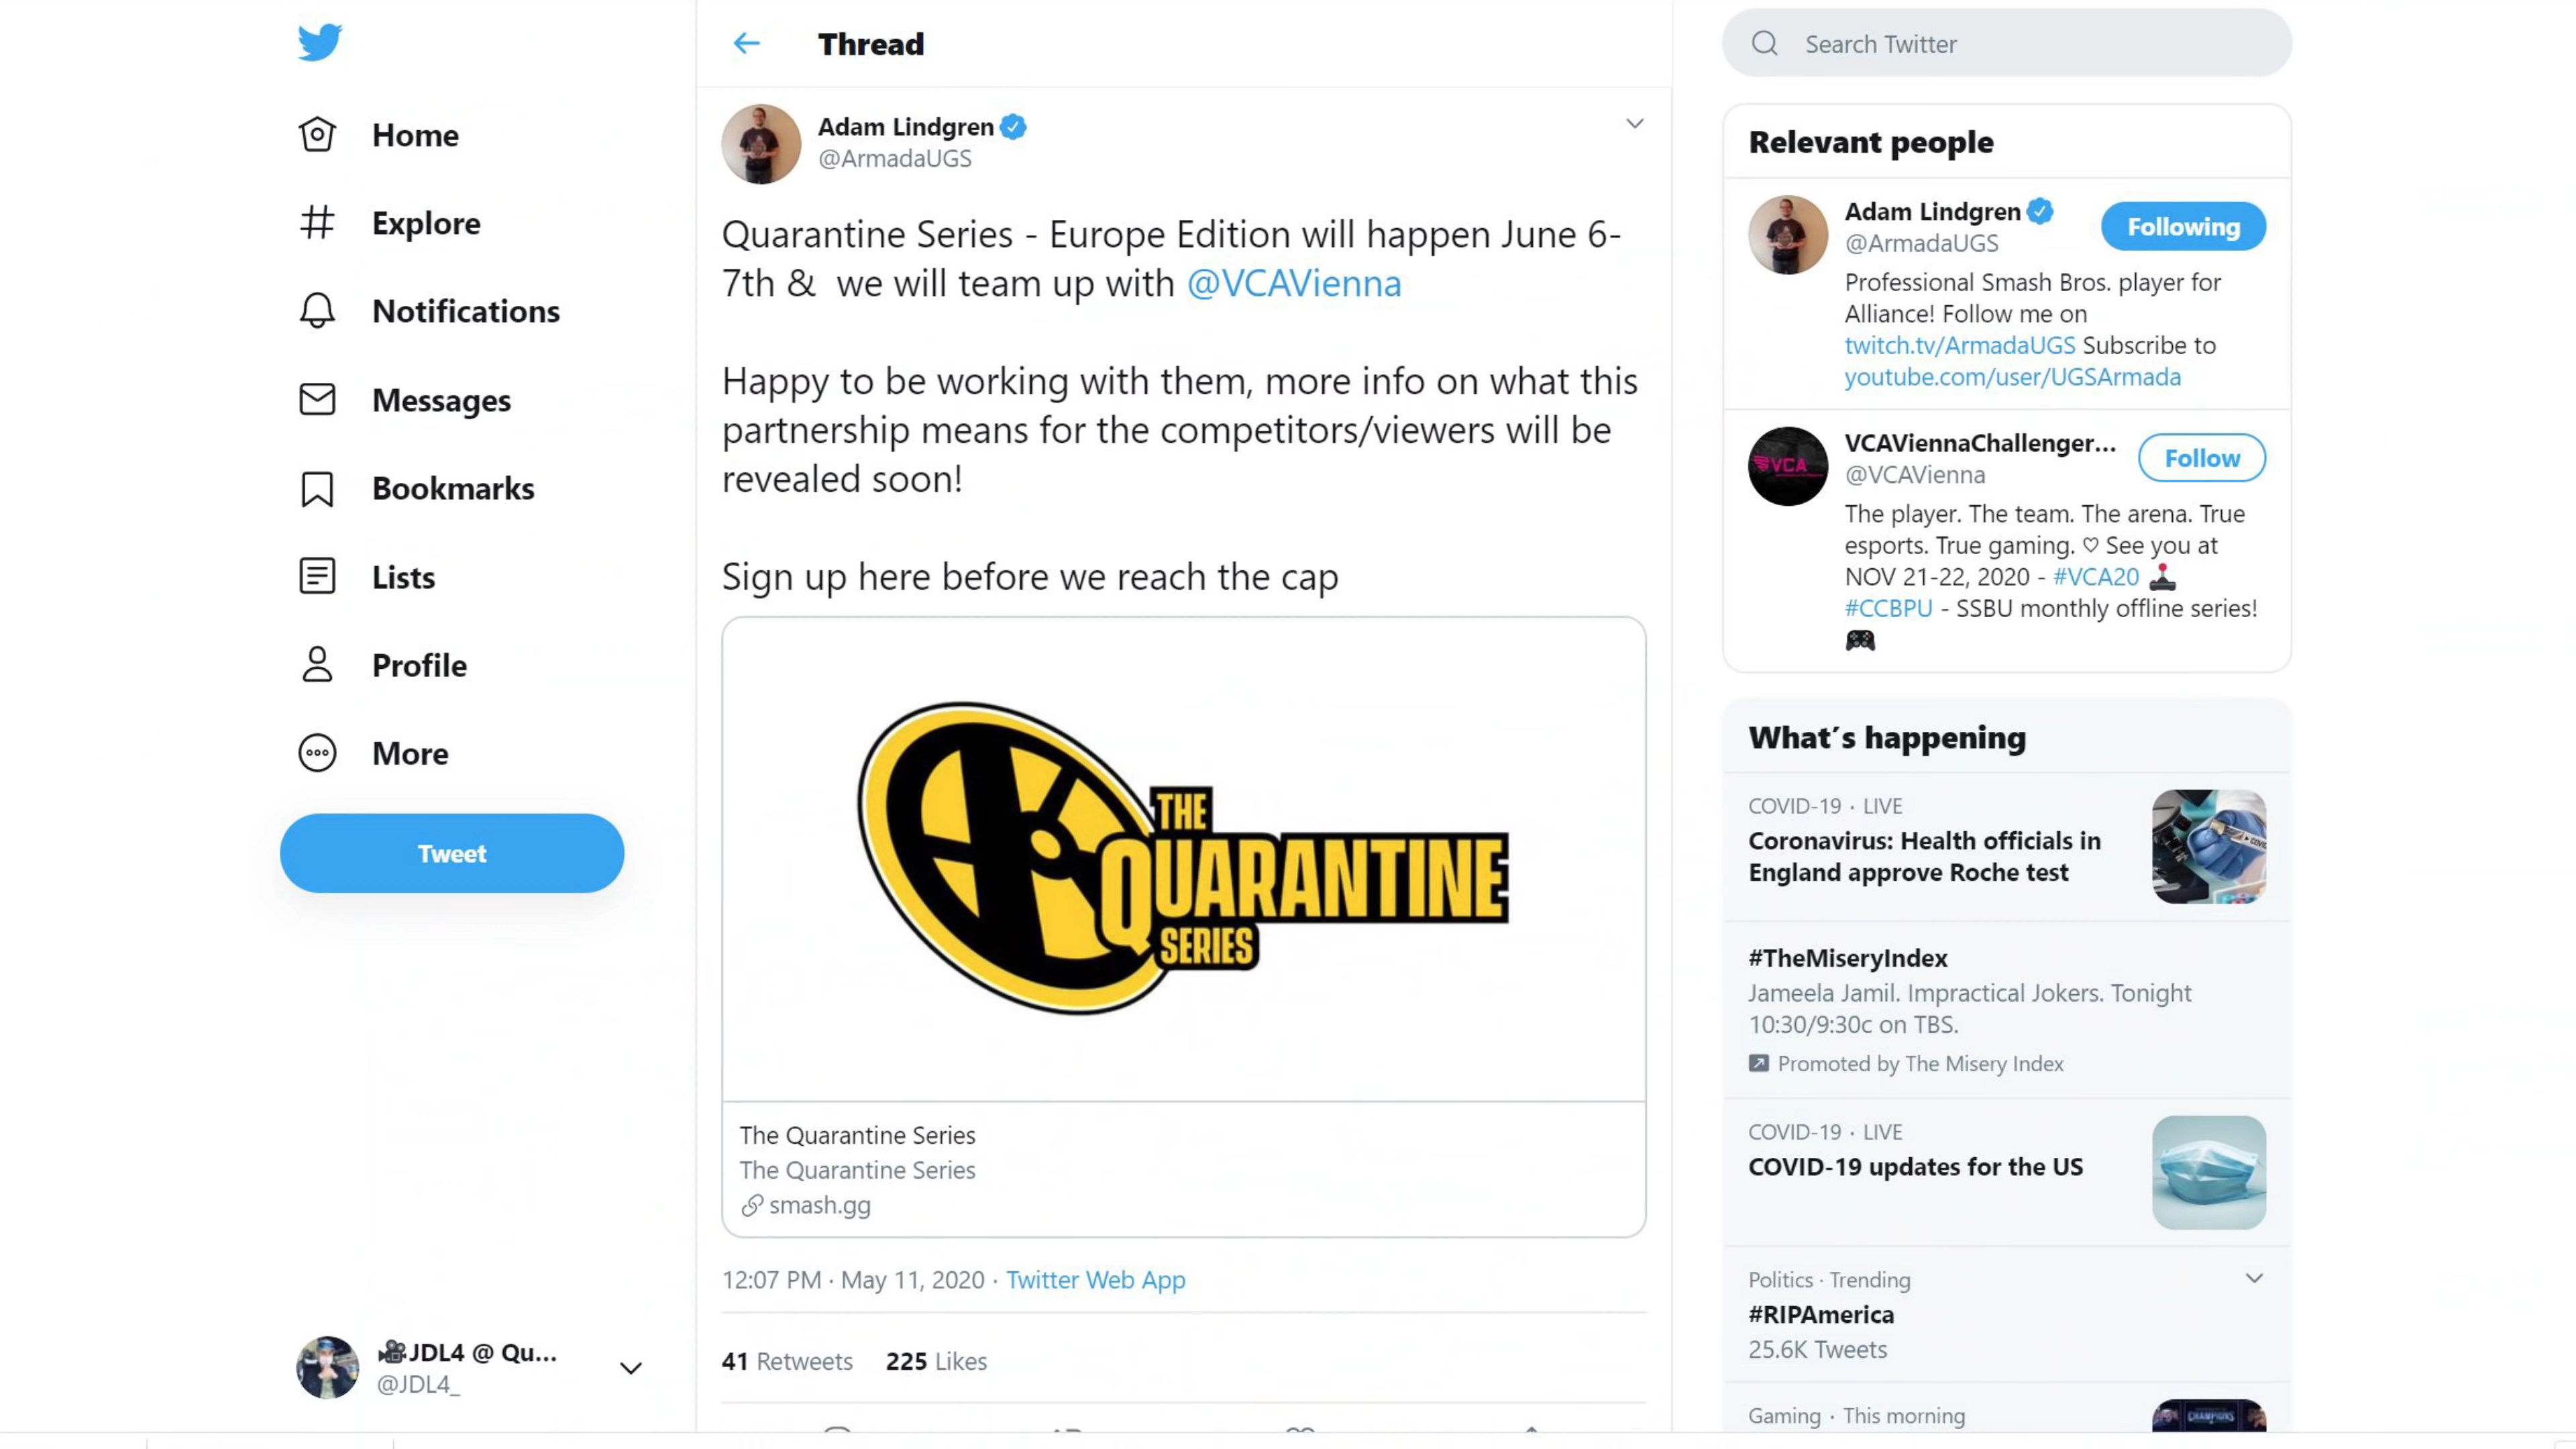 Home
Explore
Notifications
Messages
Bookmarks
Lists
Profile
More
Tweet
JDL4 @ Qu...
@JDL4_
Thread
Adam Lindgren
@ArmadaUGS
Quarantine Series - Europe Edition will happen June 6-
7th & we will team up with @VCAVienna
Happy to be working with them, more info on what this
partnership means for the competitors/viewers will be
revealed soon!
Sign up here before we reach the cap
THE
QUARANTINE
SERIES
The Quarantine Series
The Quarantine Series
smash.gg
12:07 PM · May 11, 2020 · Twitter Web App
41 Retweets 225 Likes
Search Twitter
Relevant people
Adam Lindgren
@ArmadaUGS
Following
Professional Smash Bros. player for
Alliance! Follow me on
twitch.tv/ArmadaUGS Subscribe to
youtube.com/user/UGSArmada
VCAViennaChallenger...
@VCAVienna
Follow
VCA
The player. The team. The arena. True
esports. True gaming. ♡ See you at
NOV 21-22, 2020 - #VCA20 🕹️
#CCBPU - SSBU monthly offline series!
🎮
What's happening
COVID-19 · LIVE
Coronavirus: Health officials in
England approve Roche test
#TheMiseryIndex
Jameela Jamil. Impractical Jokers. Tonight
10:30/9:30c on TBS.
Promoted by The Misery Index
COVID-19 · LIVE
COVID-19 updates for the US
Politics · Trending
#RIPAmerica
25.6K Tweets
Gaming · This morning
CHAMPIONS